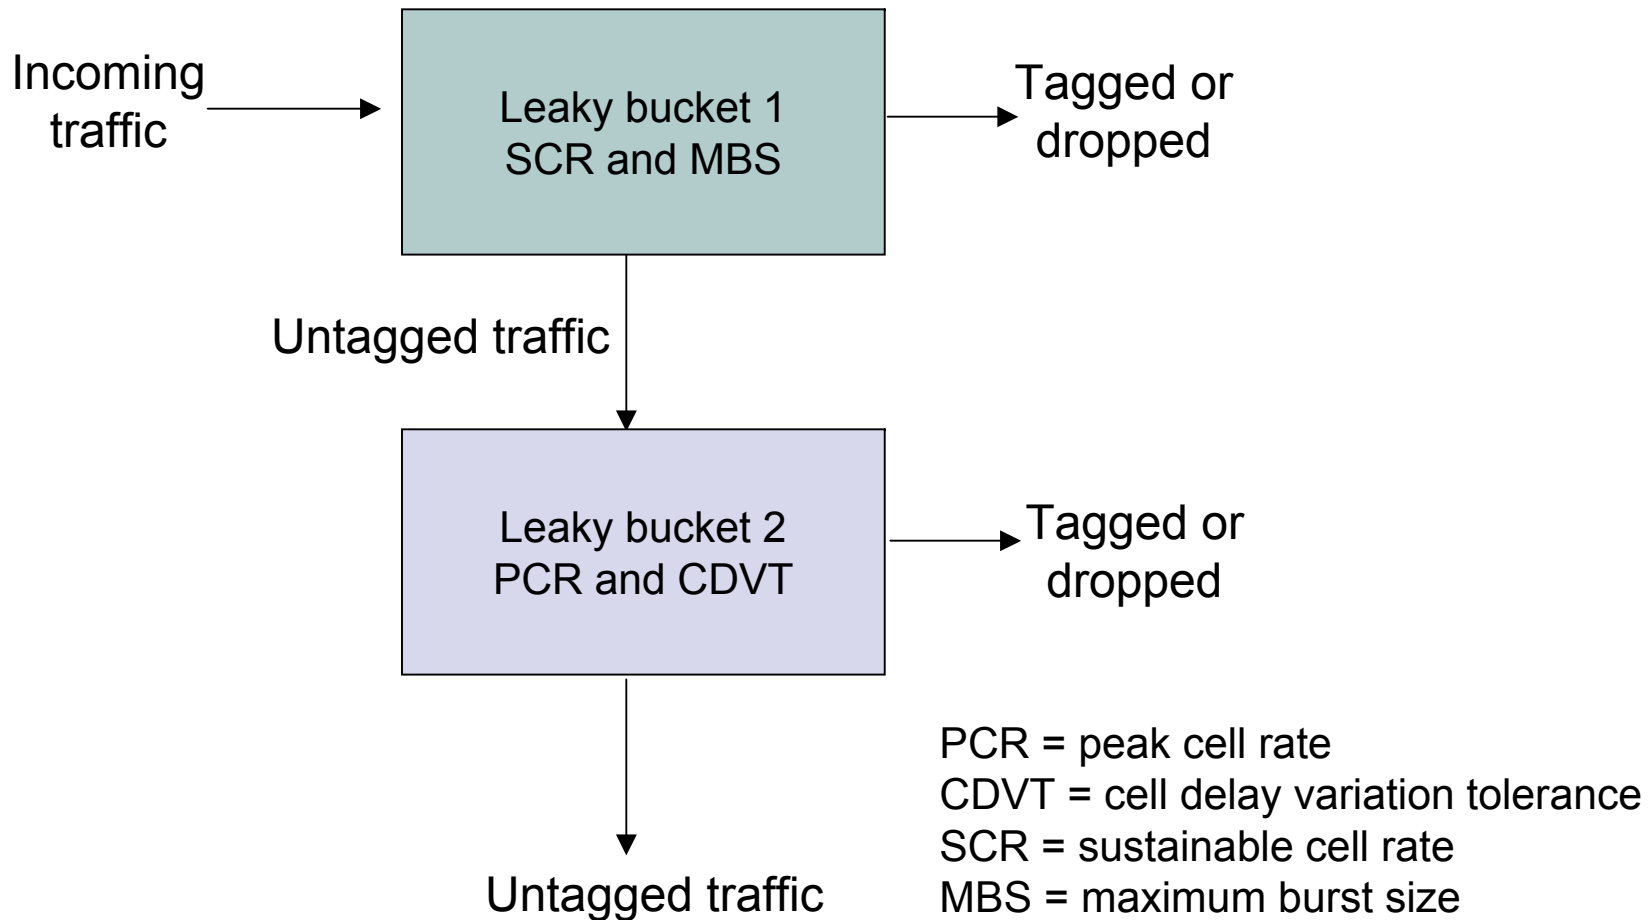 Incoming
traffic
Leaky bucket 1
SCR and MBS
Tagged or
dropped
Untagged traffic
Leaky bucket 2
PCR and CDVT
Tagged or
dropped
Untagged traffic
PCR = peak cell rate
CDVT = cell delay variation tolerance
SCR = sustainable cell rate
MBS = maximum burst size